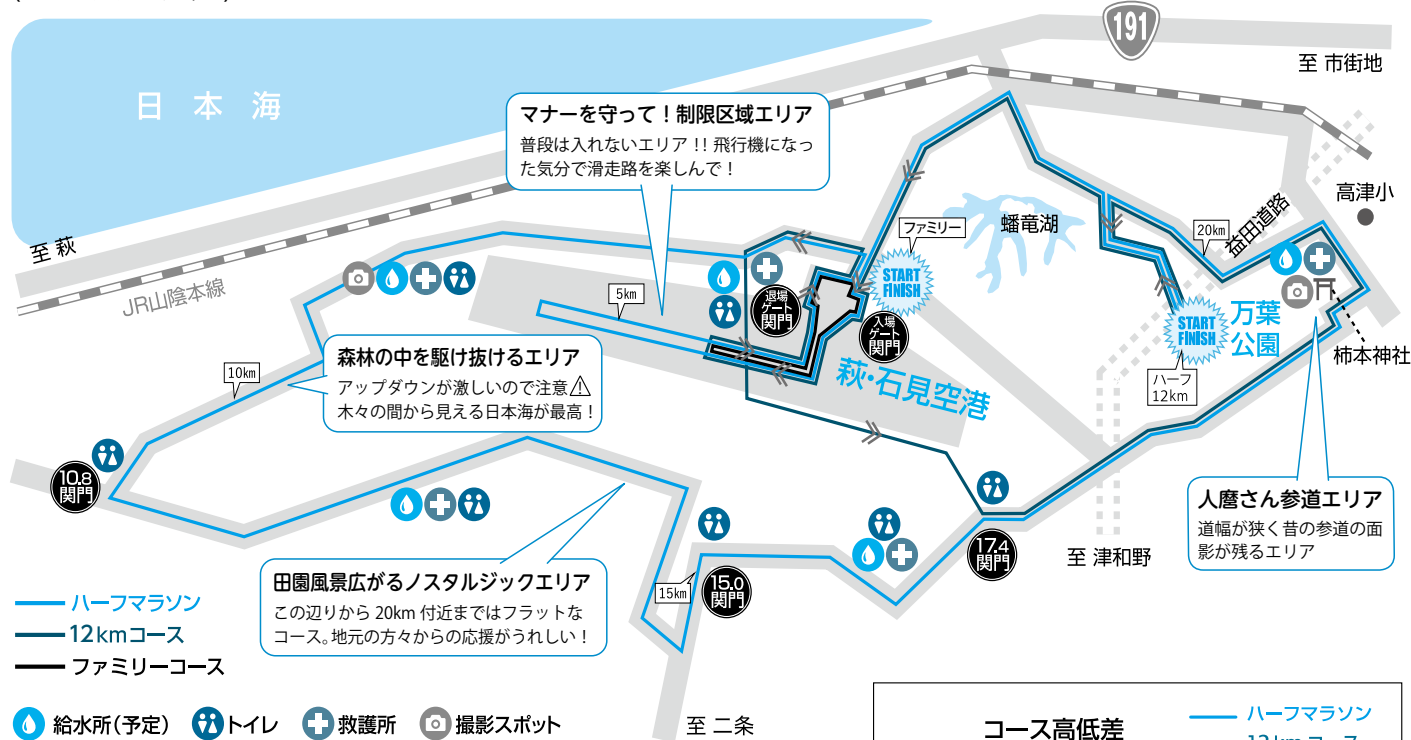 191
至 市街地
日本海
マナーを守って！制限区域エリア
普段は入れないエリア !! 飛行機になっ
た気分で滑走路を楽しんで！
高津小
益田道路
20km
蟠竜湖
ファミリー
START
FINISH
至 萩
JR山陰本線
5km
退場
ゲート
関門
入場
ゲート
関門
START
FINISH
万葉
公園
柿本神社
ハーフ
12km
萩・石見空港
森林の中を駆け抜けるエリア
アップダウンが激しいので注意⚠
木々の間から見える日本海が最高！
10km
10.8
関門
人麿さん参道エリア
道幅が狭く昔の参道の面
影が残るエリア
17.4
関門
至 津和野
田園風景広がるノスタルジックエリア
この辺りから 20km 付近まではフラットな
コース。地元の方々からの応援がうれしい！
15km
15.0
関門
ハーフマラソン
12kmコース
ファミリーコース
給水所(予定)
トイレ
救護所
撮影スポット
至 二条
コース高低差
ハーフマラソン